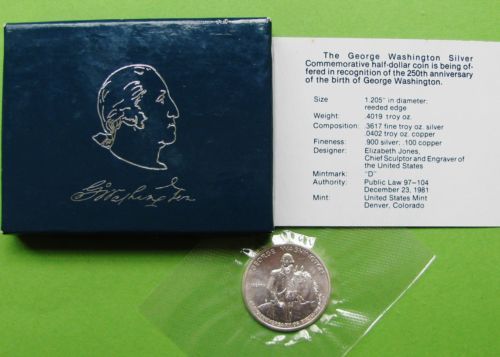 The George Washington Silver
Commemorative half-dollar coin is being of-
fered in recognition of the 250th anniversary
of the birth of George Washington.
Size 1.205" in diameter:
reeded edge
Weight: .4019 troy oz.
Composition: .3617 fine troy oz. silver
.0402 troy oz. copper
Fineness: .900 silver: .100 copper
Designer: Elizabeth Jones,
Chief Sculptor and Engraver of
the United States
Mintmark: "D"
Authority: Public Law 97-104
December 23, 1981
Mint: United States Mint
Denver, Colorado
G:Washington
GEORGE WASHINGTON